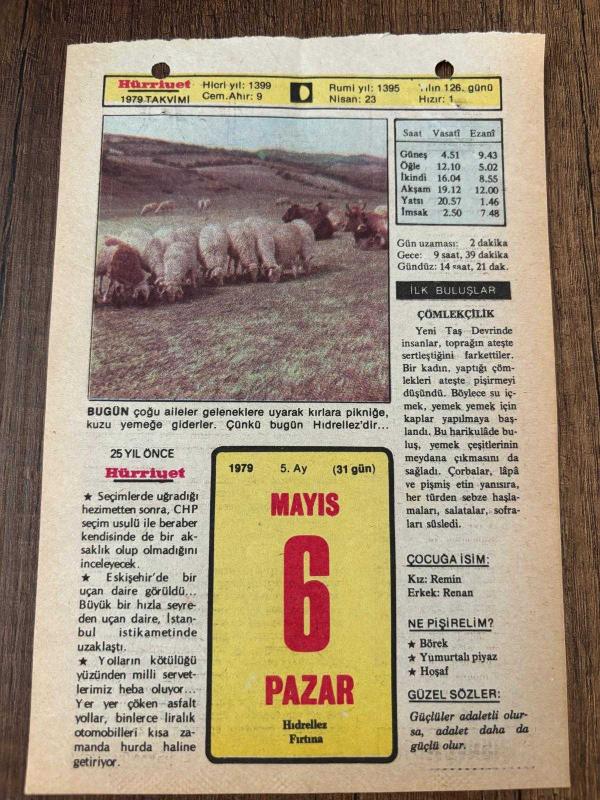 Hürriyet
1979 TAKVİMİ
Hicri yıl: 1399
Cem.Ahır: 9
Rumi yıl: 1395
Nisan: 23
126. günü
Hızır: 1
Saat Vasatî Ezanî
Güneş 4.51 9.43
Öğle 12.10 5.02
İkindi 16.04 8.55
Akşam 19.12 12.00
Yatsı 20.57 1.46
İmsak 2.50 7.48
Gün uzaması: 2 dakika
Gece: 9 saat, 39 dakika
Gündüz: 14 saat, 21 dak.
İLK BULUŞLAR
ÇÖMLEKÇİLİK
Yeni Taş Devrinde
insanlar, toprağın ateşte
sertleştiğini farkettiler.
Bir kadın, yaptığı çöm-
lekleri ateşte pişirmeyi
düşündü. Böylece su iç-
mek, yemek yemek için
kaplar yapılmaya baş-
landı. Bu harikulâde bu-
luş, yemek çeşitlerinin
meydana çıkmasını da
sağladı. Çorbalar, lâpâ
ve pişmiş etin yanısıra,
her türden sebze haşla-
maları, salatalar, sofra-
ları süsledi.
ÇOCUĞA İSİM:
Kız: Remin
Erkek: Renan
NE PİŞİRELİM?
★ Börek
★ Yumurtalı piyaz
★ Hoşaf
GÜZEL SÖZLER:
Güçlüler adaletli olur-
sa, adalet daha da
güçlü olur.
BUGÜN çoğu aileler geleneklere uyarak kırlara pikniğe,
kuzu yemeğe giderler. Çünkü bugün Hıdrellez'dir...
25 YIL ÖNCE
Hürriyet
★ Seçimlerde uğradığı
hezimetten sonra, CHP
seçim usulü ile beraber
kendisinde de bir ak-
saklık olup olmadığını
inceleyecek.
★ Eskişehir'de bir
uçan daire görüldü...
Büyük bir hızla seyre-
den uçan daire, İstan-
bul istikametinde
uzaklaştı.
★ Yolların kötülüğü
yüzünden milli servet-
lerimiz heba oluyor...
Yer yer çöken asfalt
yollar, binlerce liralık
otomobilleri kısa za-
manda hurda haline
getiriyor.
1979 5. Ay (31 gün)
MAYIS
6
PAZAR
Hıdrellez
Fırtına